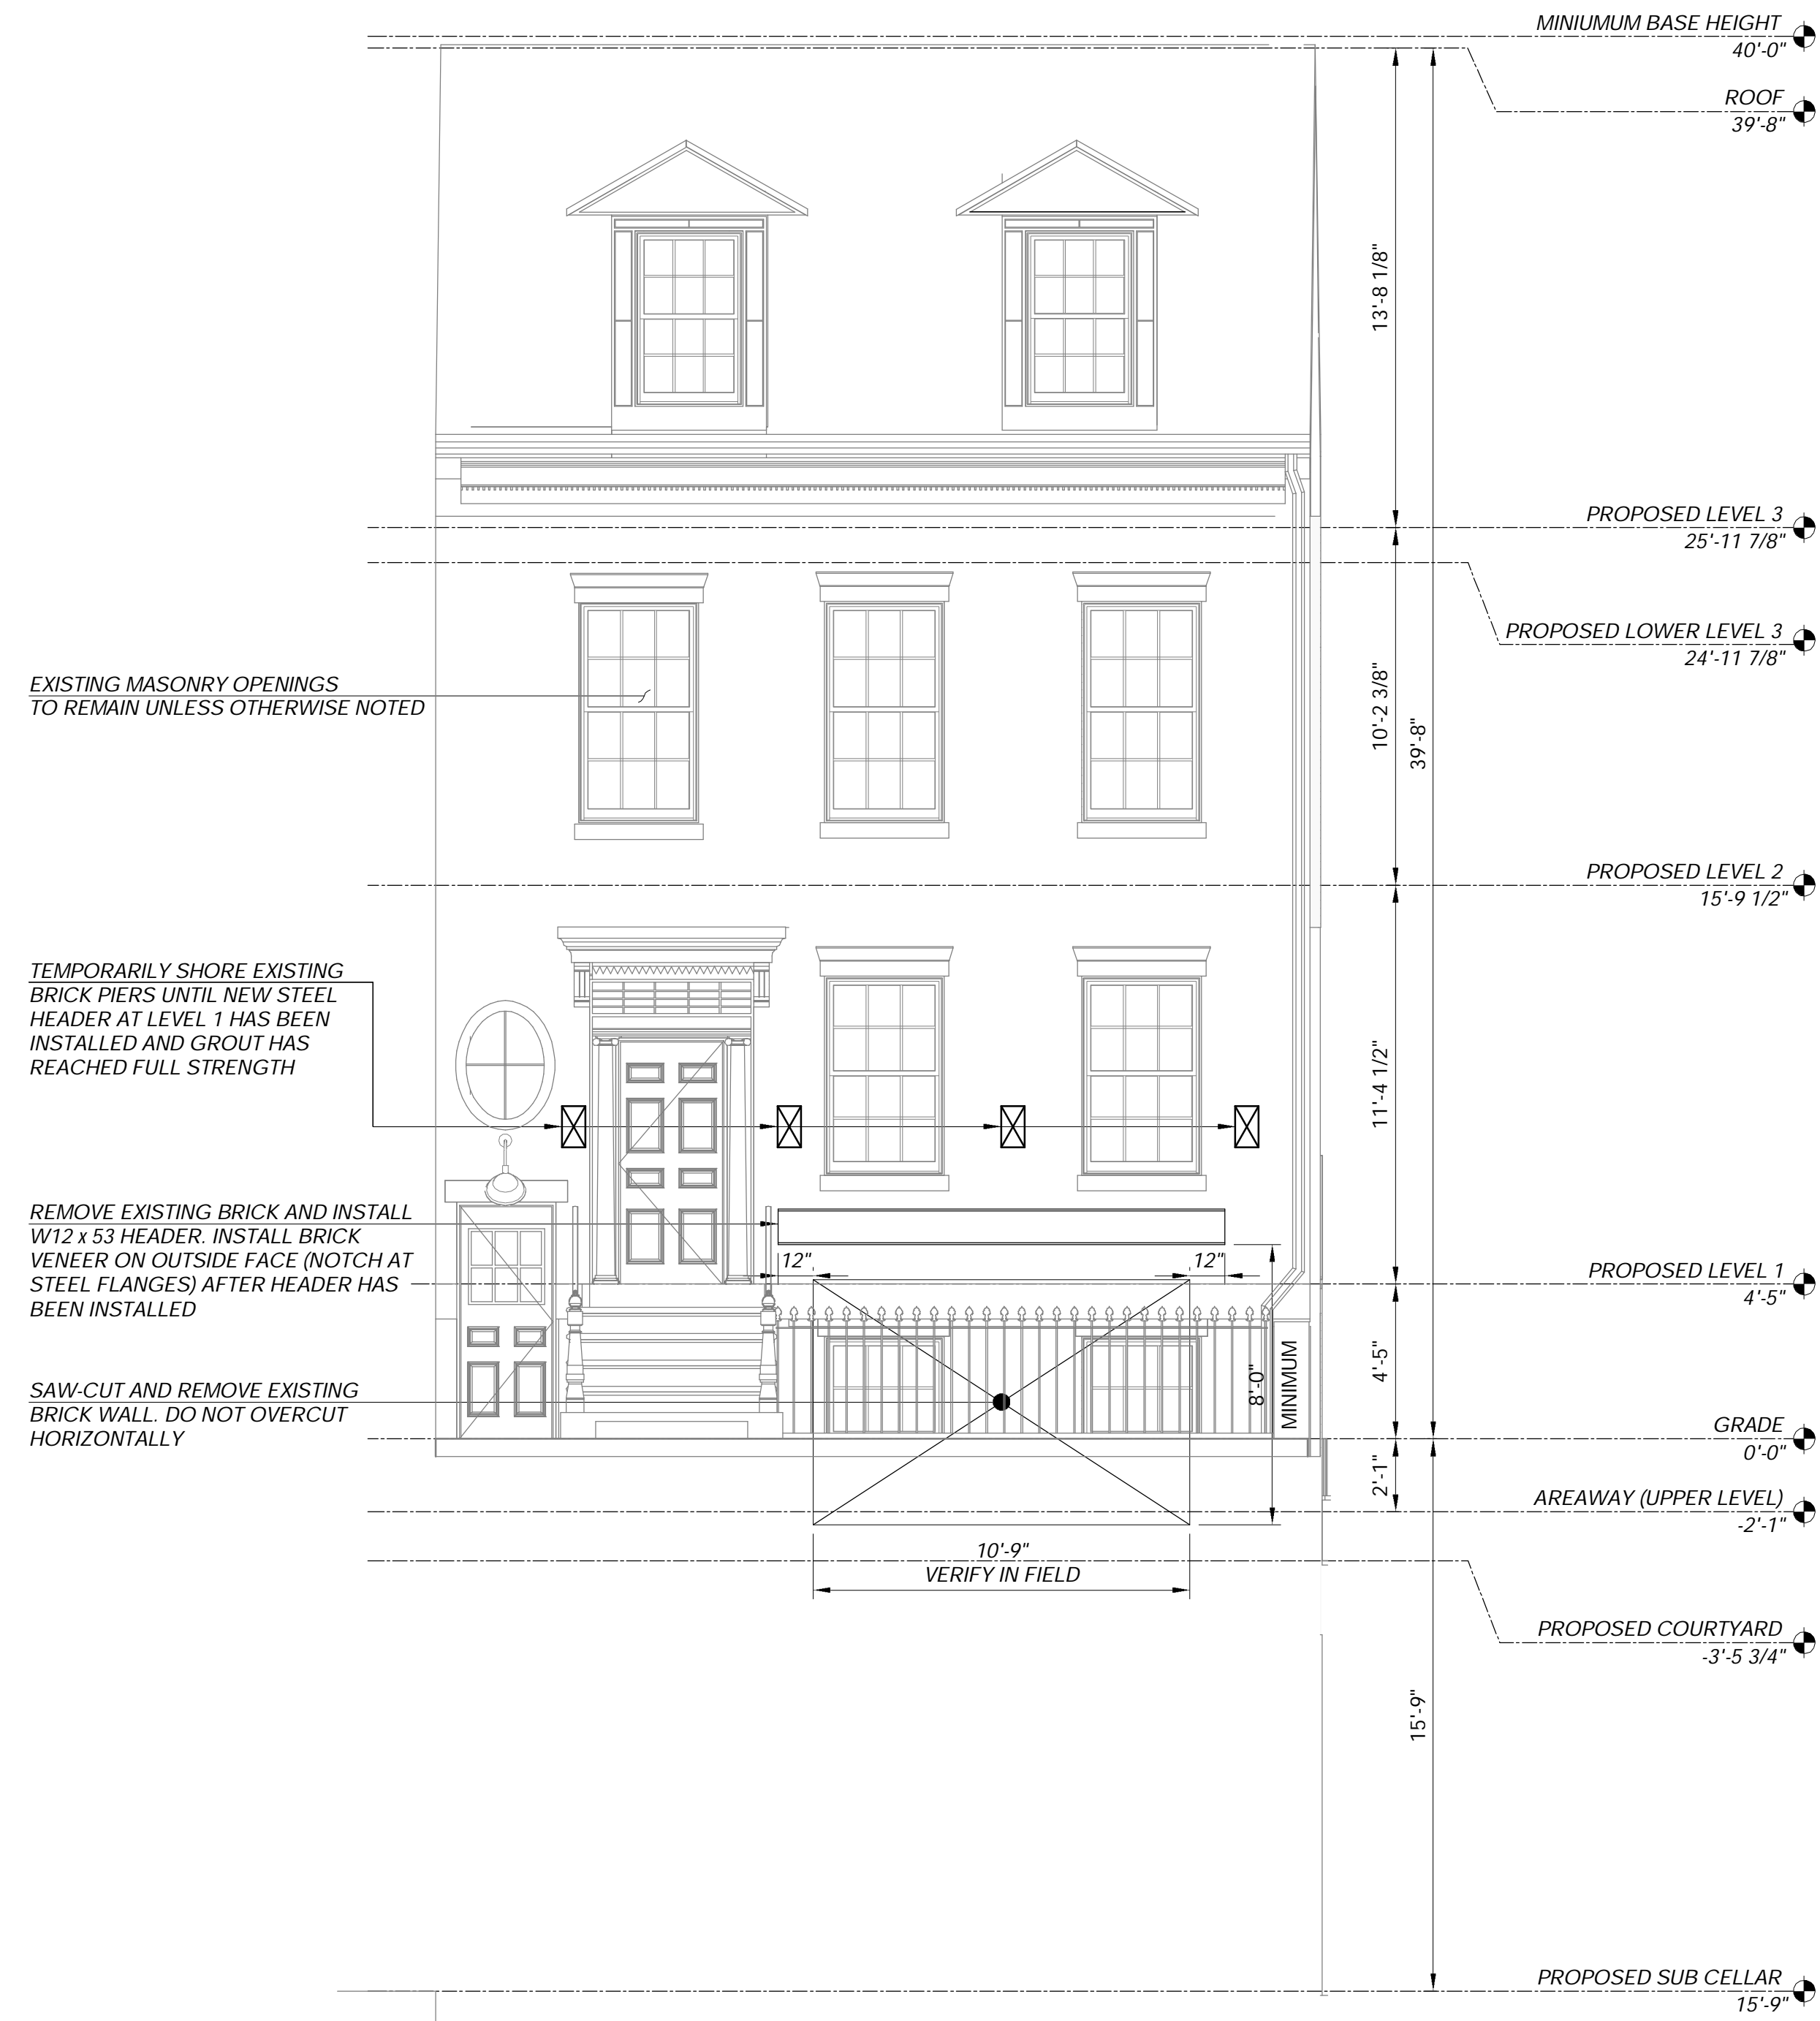 MINIUMUM BASE HEIGHT
40'-0"
ROOF
39'-8"
13'-8 1/8"
PROPOSED LEVEL 3
25'-11 7/8"
PROPOSED LOWER LEVEL 3
24'-11 7/8"
EXISTING MASONRY OPENINGS
TO REMAIN UNLESS OTHERWISE NOTED
10'-2 3/8"
39'-8"
PROPOSED LEVEL 2
15'-9 1/2"
TEMPORARILY SHORE EXISTING
BRICK PIERS UNTIL NEW STEEL
HEADER AT LEVEL 1 HAS BEEN
INSTALLED AND GROUT HAS
REACHED FULL STRENGTH
11'-4 1/2"
REMOVE EXISTING BRICK AND INSTALL
W12 x 53 HEADER. INSTALL BRICK
VENEER ON OUTSIDE FACE (NOTCH AT
STEEL FLANGES) AFTER HEADER HAS
BEEN INSTALLED
12"
12"
PROPOSED LEVEL 1
4'-5"
8'-0"
MINIMUM
4'-5"
SAW-CUT AND REMOVE EXISTING
BRICK WALL. DO NOT OVERCUT
HORIZONTALLY
GRADE
0'-0"
2'-1"
AREAWAY (UPPER LEVEL)
-2'-1"
10'-9"
VERIFY IN FIELD
PROPOSED COURTYARD
-3'-5 3/4"
15'-9"
PROPOSED SUB CELLAR
15'-9"